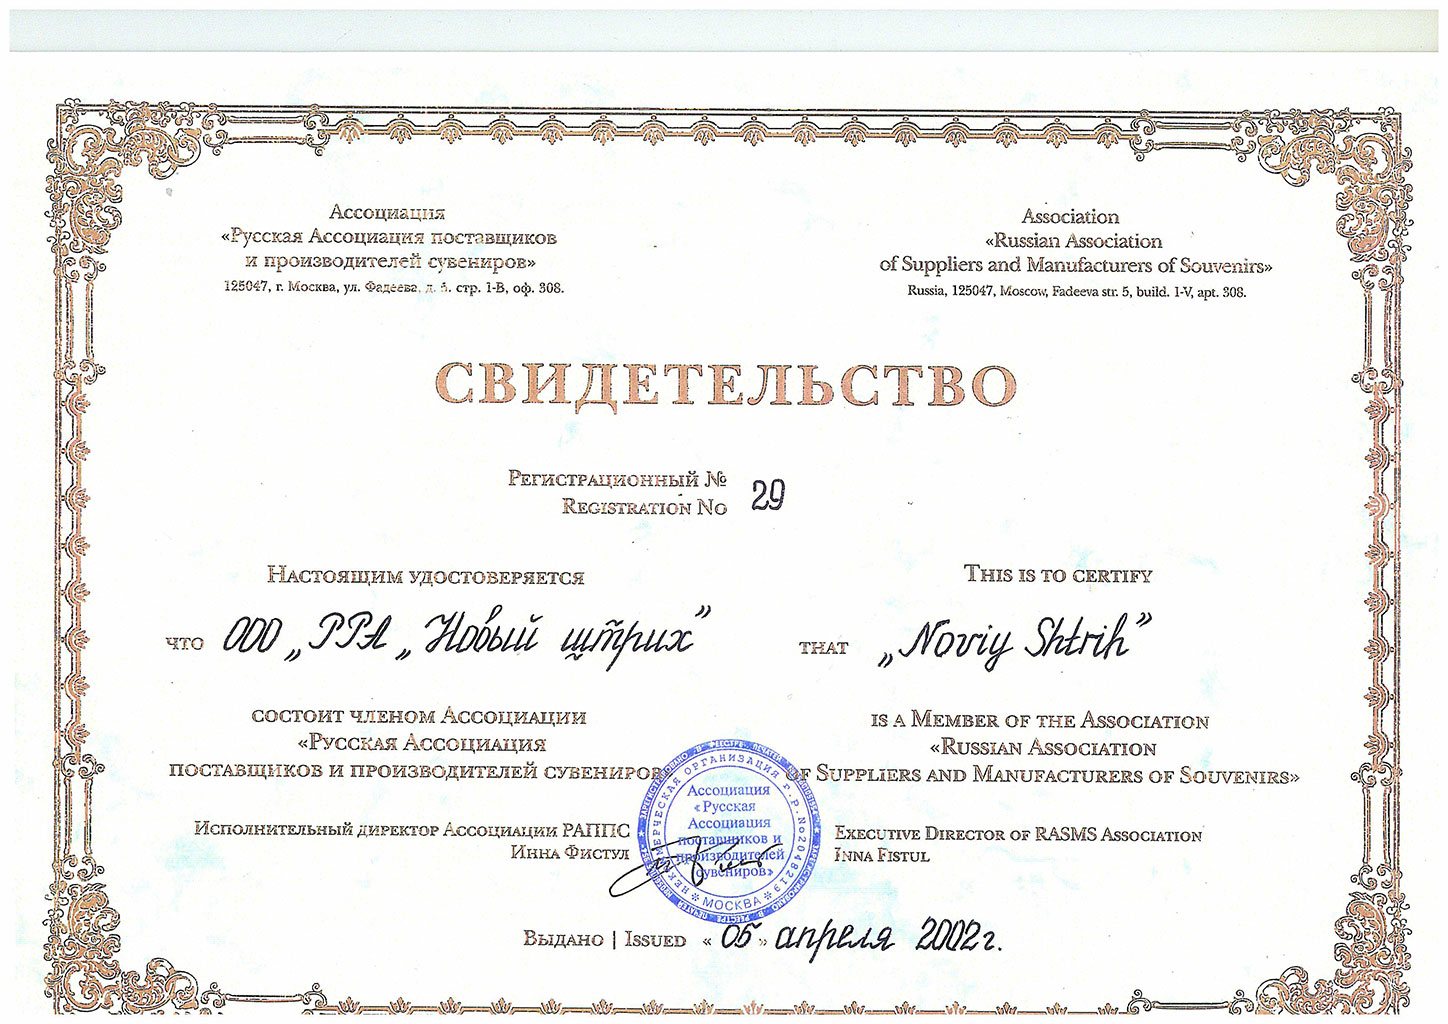 Ассоциация
«Русская Ассоциация поставщиков
и производителей сувениров»
125047, г. Москва, ул. Фадеева, д. 5. стр. 1-В, оф. 308.
Association
«Russian Association
of Suppliers and Manufacturers of Souvenirs»
Russia, 125047, Moscow, Fadeeva str. 5, build. 1-V, apt. 308.
СВИДЕТЕЛЬСТВО
Регистрационный № 29
Registration No
Настоящим удостоверяется
что ООО „РРА „Новый штрих”
This is to certify
that „Noviy Shtrih”
состоит членом Ассоциации
«Русская Ассоциация
поставщиков и производителей сувениров
is a Member of the Association
«Russian Association
of Suppliers and Manufacturers of Souvenirs»
Исполнительный директор Ассоциации РАППС
Инна Фистул
Ассоциация
«Русская
Ассоциация
поставщиков и
производителей
сувениров»
НЕКОММЕРЧЕСКАЯ ОРГАНИЗАЦИЯ
МОСКВА
Executive Director of RASMS Association
Inna Fistul
Выдано | Issued « 05 » апреля 2002г.